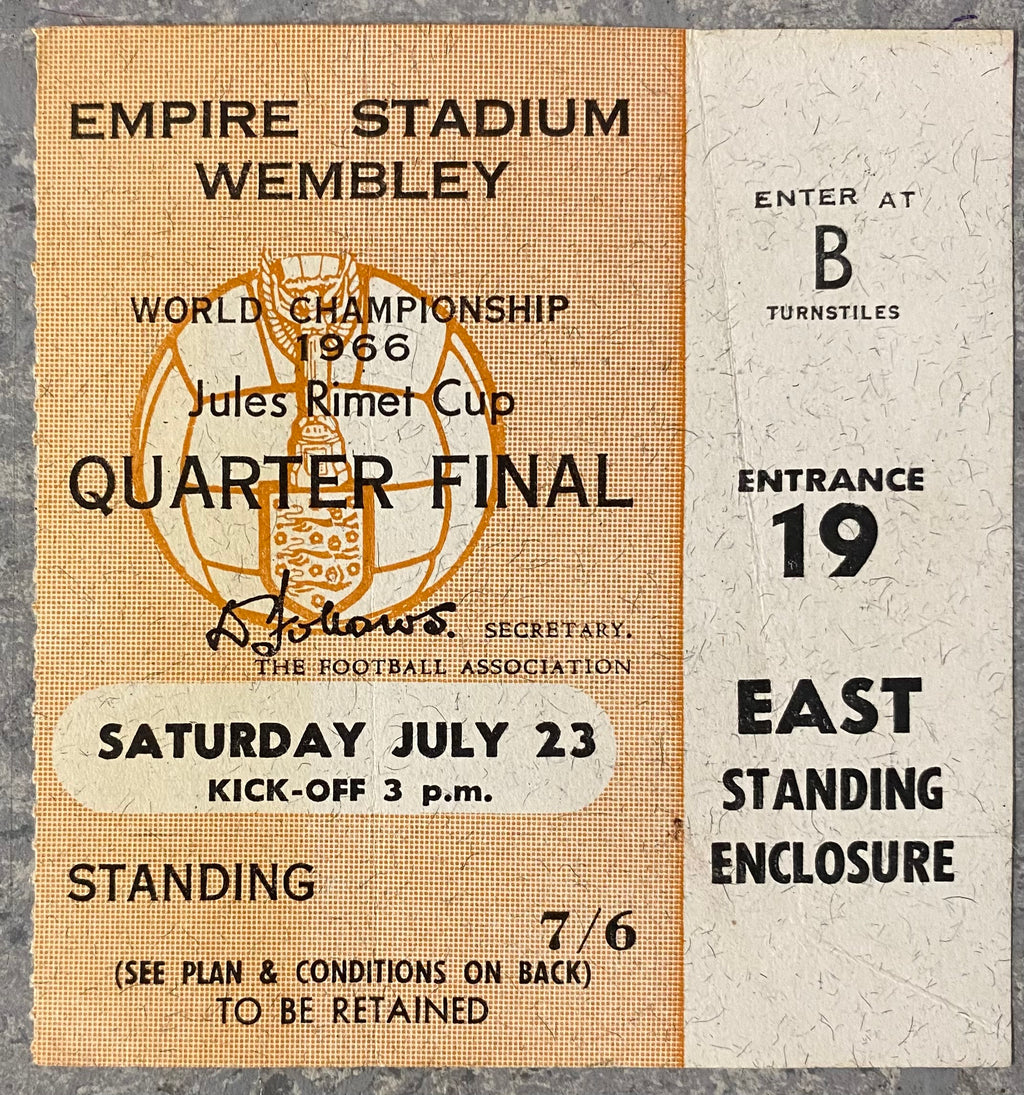 EMPIRE STADIUM
WEMBLEY
WORLD CHAMPIONSHIP
1966
Jules Rimet Cup
QUARTER FINAL
D. Follows. SECRETARY.
THE FOOTBALL ASSOCIATION
SATURDAY JULY 23
KICK-OFF 3 p.m.
STANDING
7/6
(SEE PLAN & CONDITIONS ON BACK)
TO BE RETAINED
ENTER AT
B
TURNSTILES
ENTRANCE
19
EAST
STANDING
ENCLOSURE